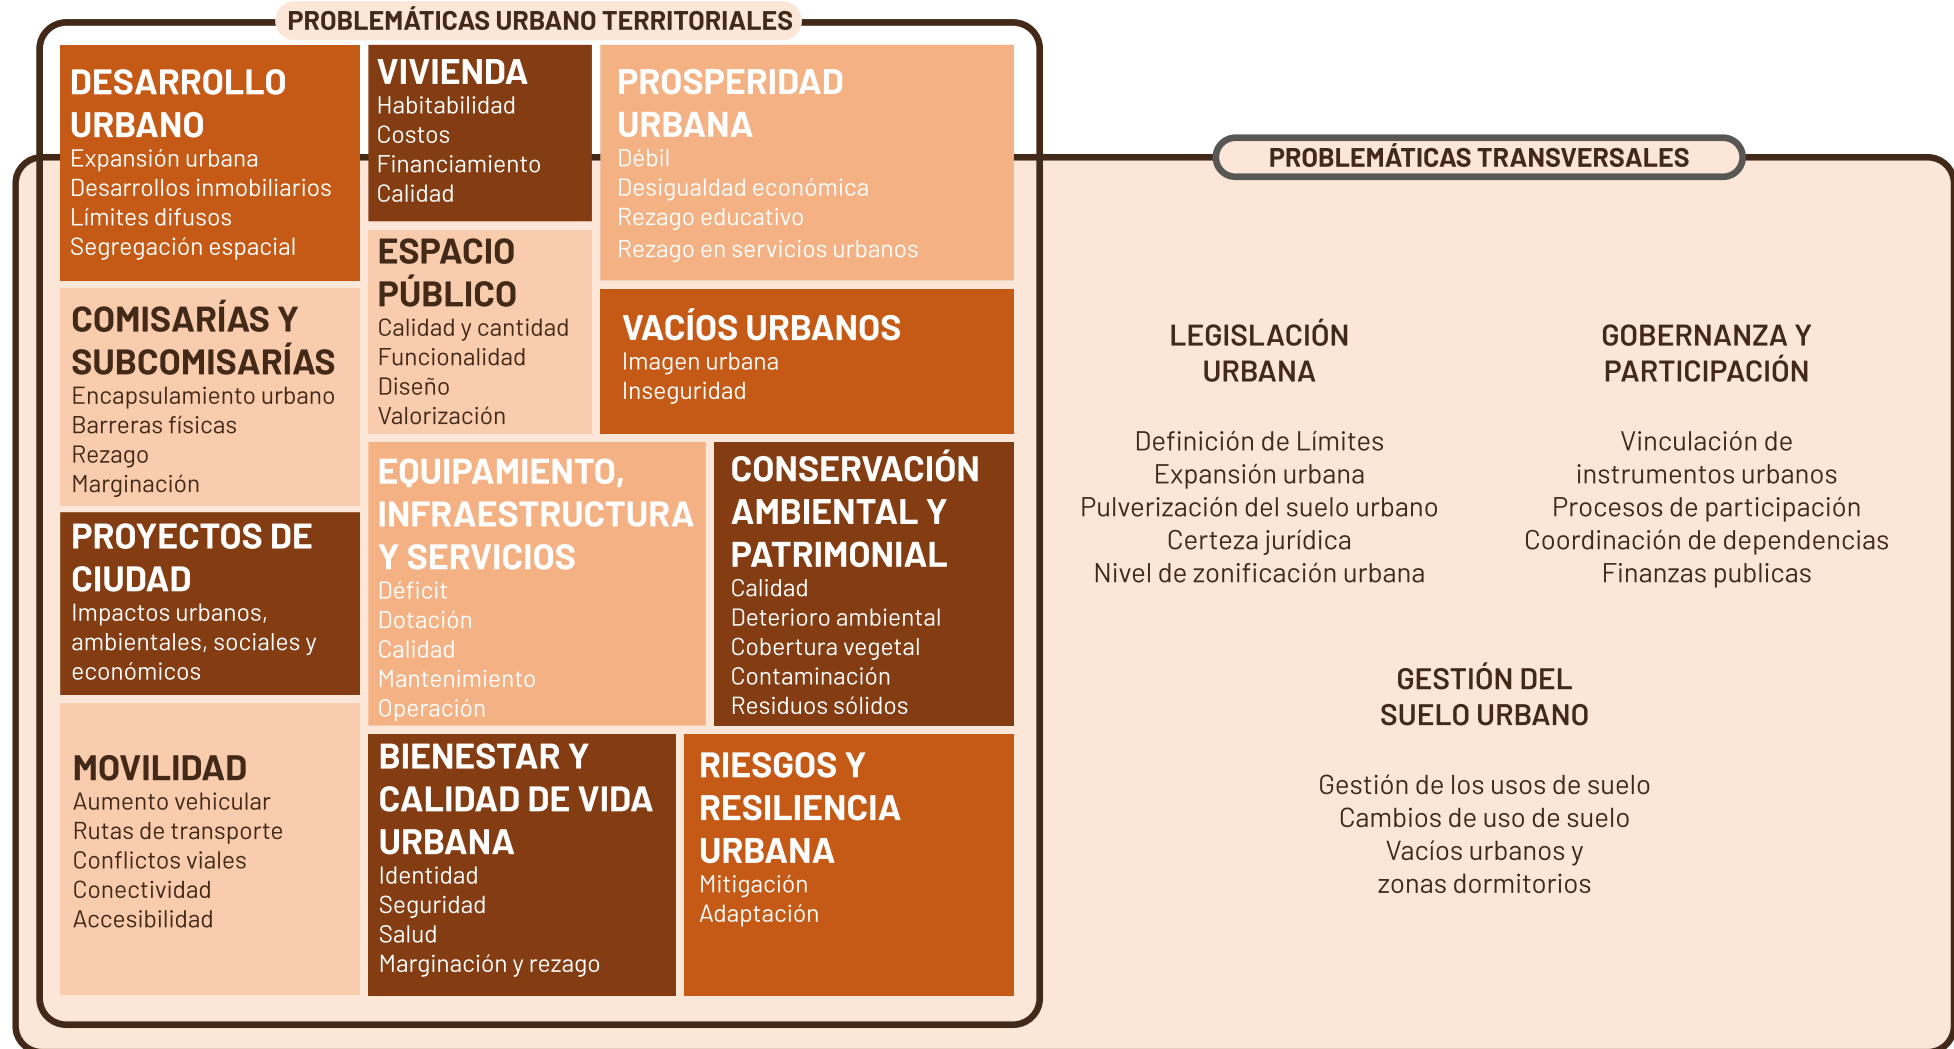 PROBLEMÁTICAS URBANO TERRITORIALES
DESARROLLO
URBANO
Expansión urbana
Desarrollos inmobiliarios
Límites difusos
Segregación espacial
COMISARÍAS Y
SUBCOMISARÍAS
Encapsulamiento urbano
Barreras físicas
Rezago
Marginación
PROYECTOS DE
CIUDAD
Impactos urbanos,
ambientales, sociales y
económicos
MOVILIDAD
Aumento vehicular
Rutas de transporte
Conflictos viales
Conectividad
Accesibilidad
VIVIENDA
Habitabilidad
Costos
Financiamiento
Calidad
ESPACIO
PÚBLICO
Calidad y cantidad
Funcionalidad
Diseño
Valorización
PROSPERIDAD
URBANA
Débil
Desigualdad económica
Rezago educativo
Rezago en servicios urbanos
VACÍOS URBANOS
Imagen urbana
Inseguridad
EQUIPAMIENTO,
INFRAESTRUCTURA
Y SERVICIOS
Déficit
Dotación
Calidad
Mantenimiento
Operación
CONSERVACIÓN
AMBIENTAL Y
PATRIMONIAL
Calidad
Deterioro ambiental
Cobertura vegetal
Contaminación
Residuos sólidos
BIENESTAR Y
CALIDAD DE VIDA
URBANA
Identidad
Seguridad
Salud
Marginación y rezago
RIESGOS Y
RESILIENCIA
URBANA
Mitigación
Adaptación
PROBLEMÁTICAS TRANSVERSALES
LEGISLACIÓN
URBANA
Definición de Límites
Expansión urbana
Pulverización del suelo urbano
Certeza jurídica
Nivel de zonificación urbana
GOBERNANZA Y
PARTICIPACIÓN
Vinculación de
instrumentos urbanos
Procesos de participación
Coordinación de dependencias
Finanzas publicas
GESTIÓN DEL
SUELO URBANO
Gestión de los usos de suelo
Cambios de uso de suelo
Vacíos urbanos y
zonas dormitorios